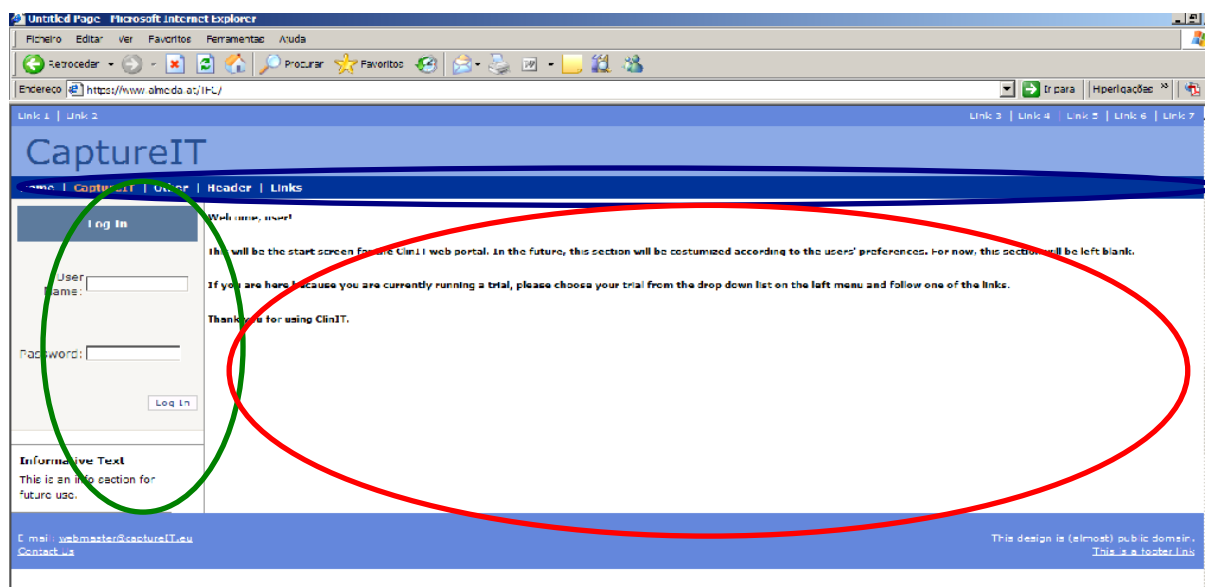 Untitled Page Microsoft Internet Explorer
Ficheiro Editar Ver Favoritos Ferramentas Ajuda
Retroceder Procurar Favoritos
Endereço https://www.almeda.at/ Ir para Hiperligações »
Link 1 | Link 2 Link 3 | Link 4 | Link 5 | Link 6 | Link 7
CaptureIT
Home | CaptureIT | Other | Header | Links
Log In
User
Name:
Password:
Log In
Informative Text
This is an info section for
future use.
Welcome, user!
This will be the start screen for the ClinIT web portal. In the future, this section will be costumized according to the users' preferences. For now, this section will be left blank.
If you are here because you are currently running a trial, please choose your trial from the drop down list on the left menu and follow one of the links.
Thank you for using ClinIT.
E mail: webmaster@captureIT.eu
Contact us
This design is (almost) public domain.
This is a footer link